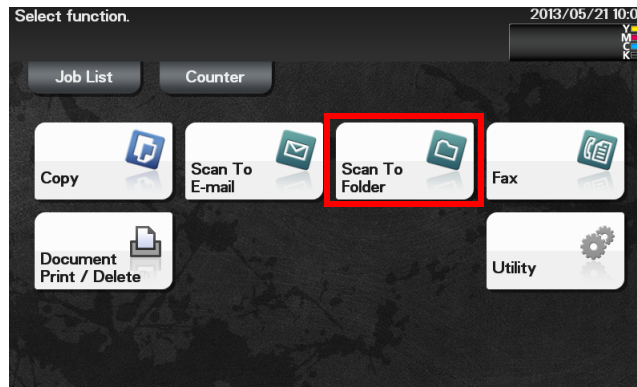 Select function.
2013/05/21 10:0
Y
M
C
K
Job List
Counter
Copy
Scan To
E-mail
Scan To
Folder
Fax
Document
Print / Delete
Utility